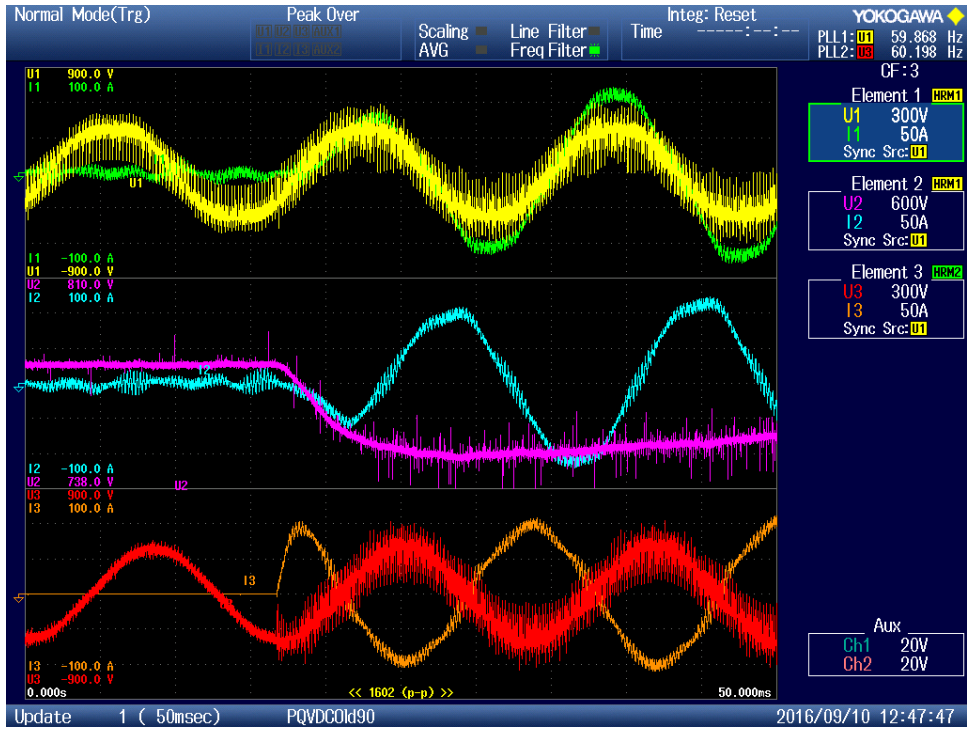 Normal Mode(Trg)
Peak Over
Scaling
AVG
Line Filter
Freq Filter
Integ: Reset
Time -----:--:--
YOKOGAWA
PLL1: U1 59.868 Hz
PLL2: U3 60.198 Hz
CF:3
U1 900.0 V
I1 100.0 A
U1
I1 -100.0 A
U1 -900.0 V
U2 810.0 V
I2 100.0 A
I2
I2 -100.0 A
U2 738.0 V
U2
U3 900.0 V
I3 100.0 A
I3
I3 -100.0 A
U3 -900.0 V
0.000s
<< 1602 (p-p) >>
50.000ms
Element 1 HRM1
U1 300V
I1 50A
Sync Src: U1
Element 2 HRM1
U2 600V
I2 50A
Sync Src: U1
Element 3 HRM2
U3 300V
I3 50A
Sync Src: U1
Aux
Ch1 20V
Ch2 20V
Update 1 ( 50msec)
PQVDCOld90
2016/09/10 12:47:47